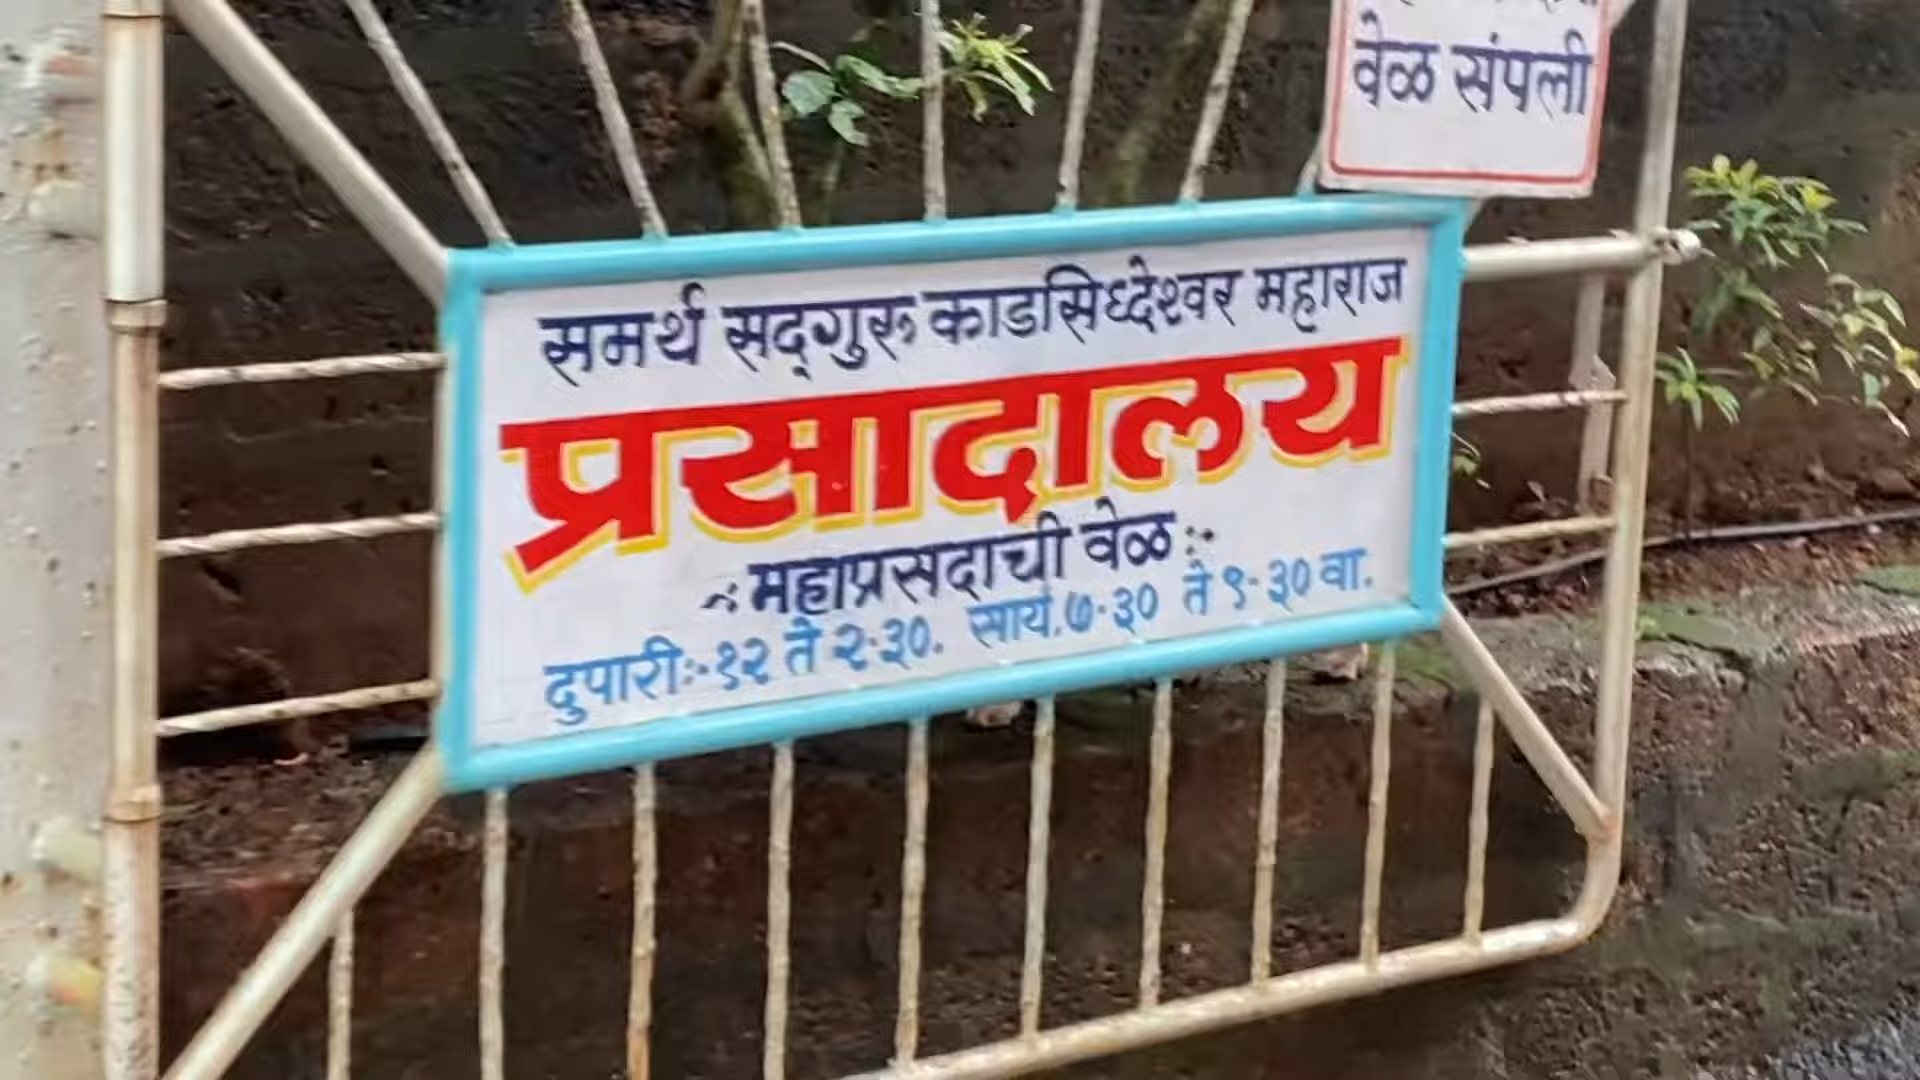 वेळ संपली
समर्थ सद्‌गुरू काडसिध्देश्वर महाराज
प्रसादालय
-: महाप्रसदाची वेळ :-
दुपारी:-१२ ते २.३०. सायं.७.३० ते ९.३० वा.